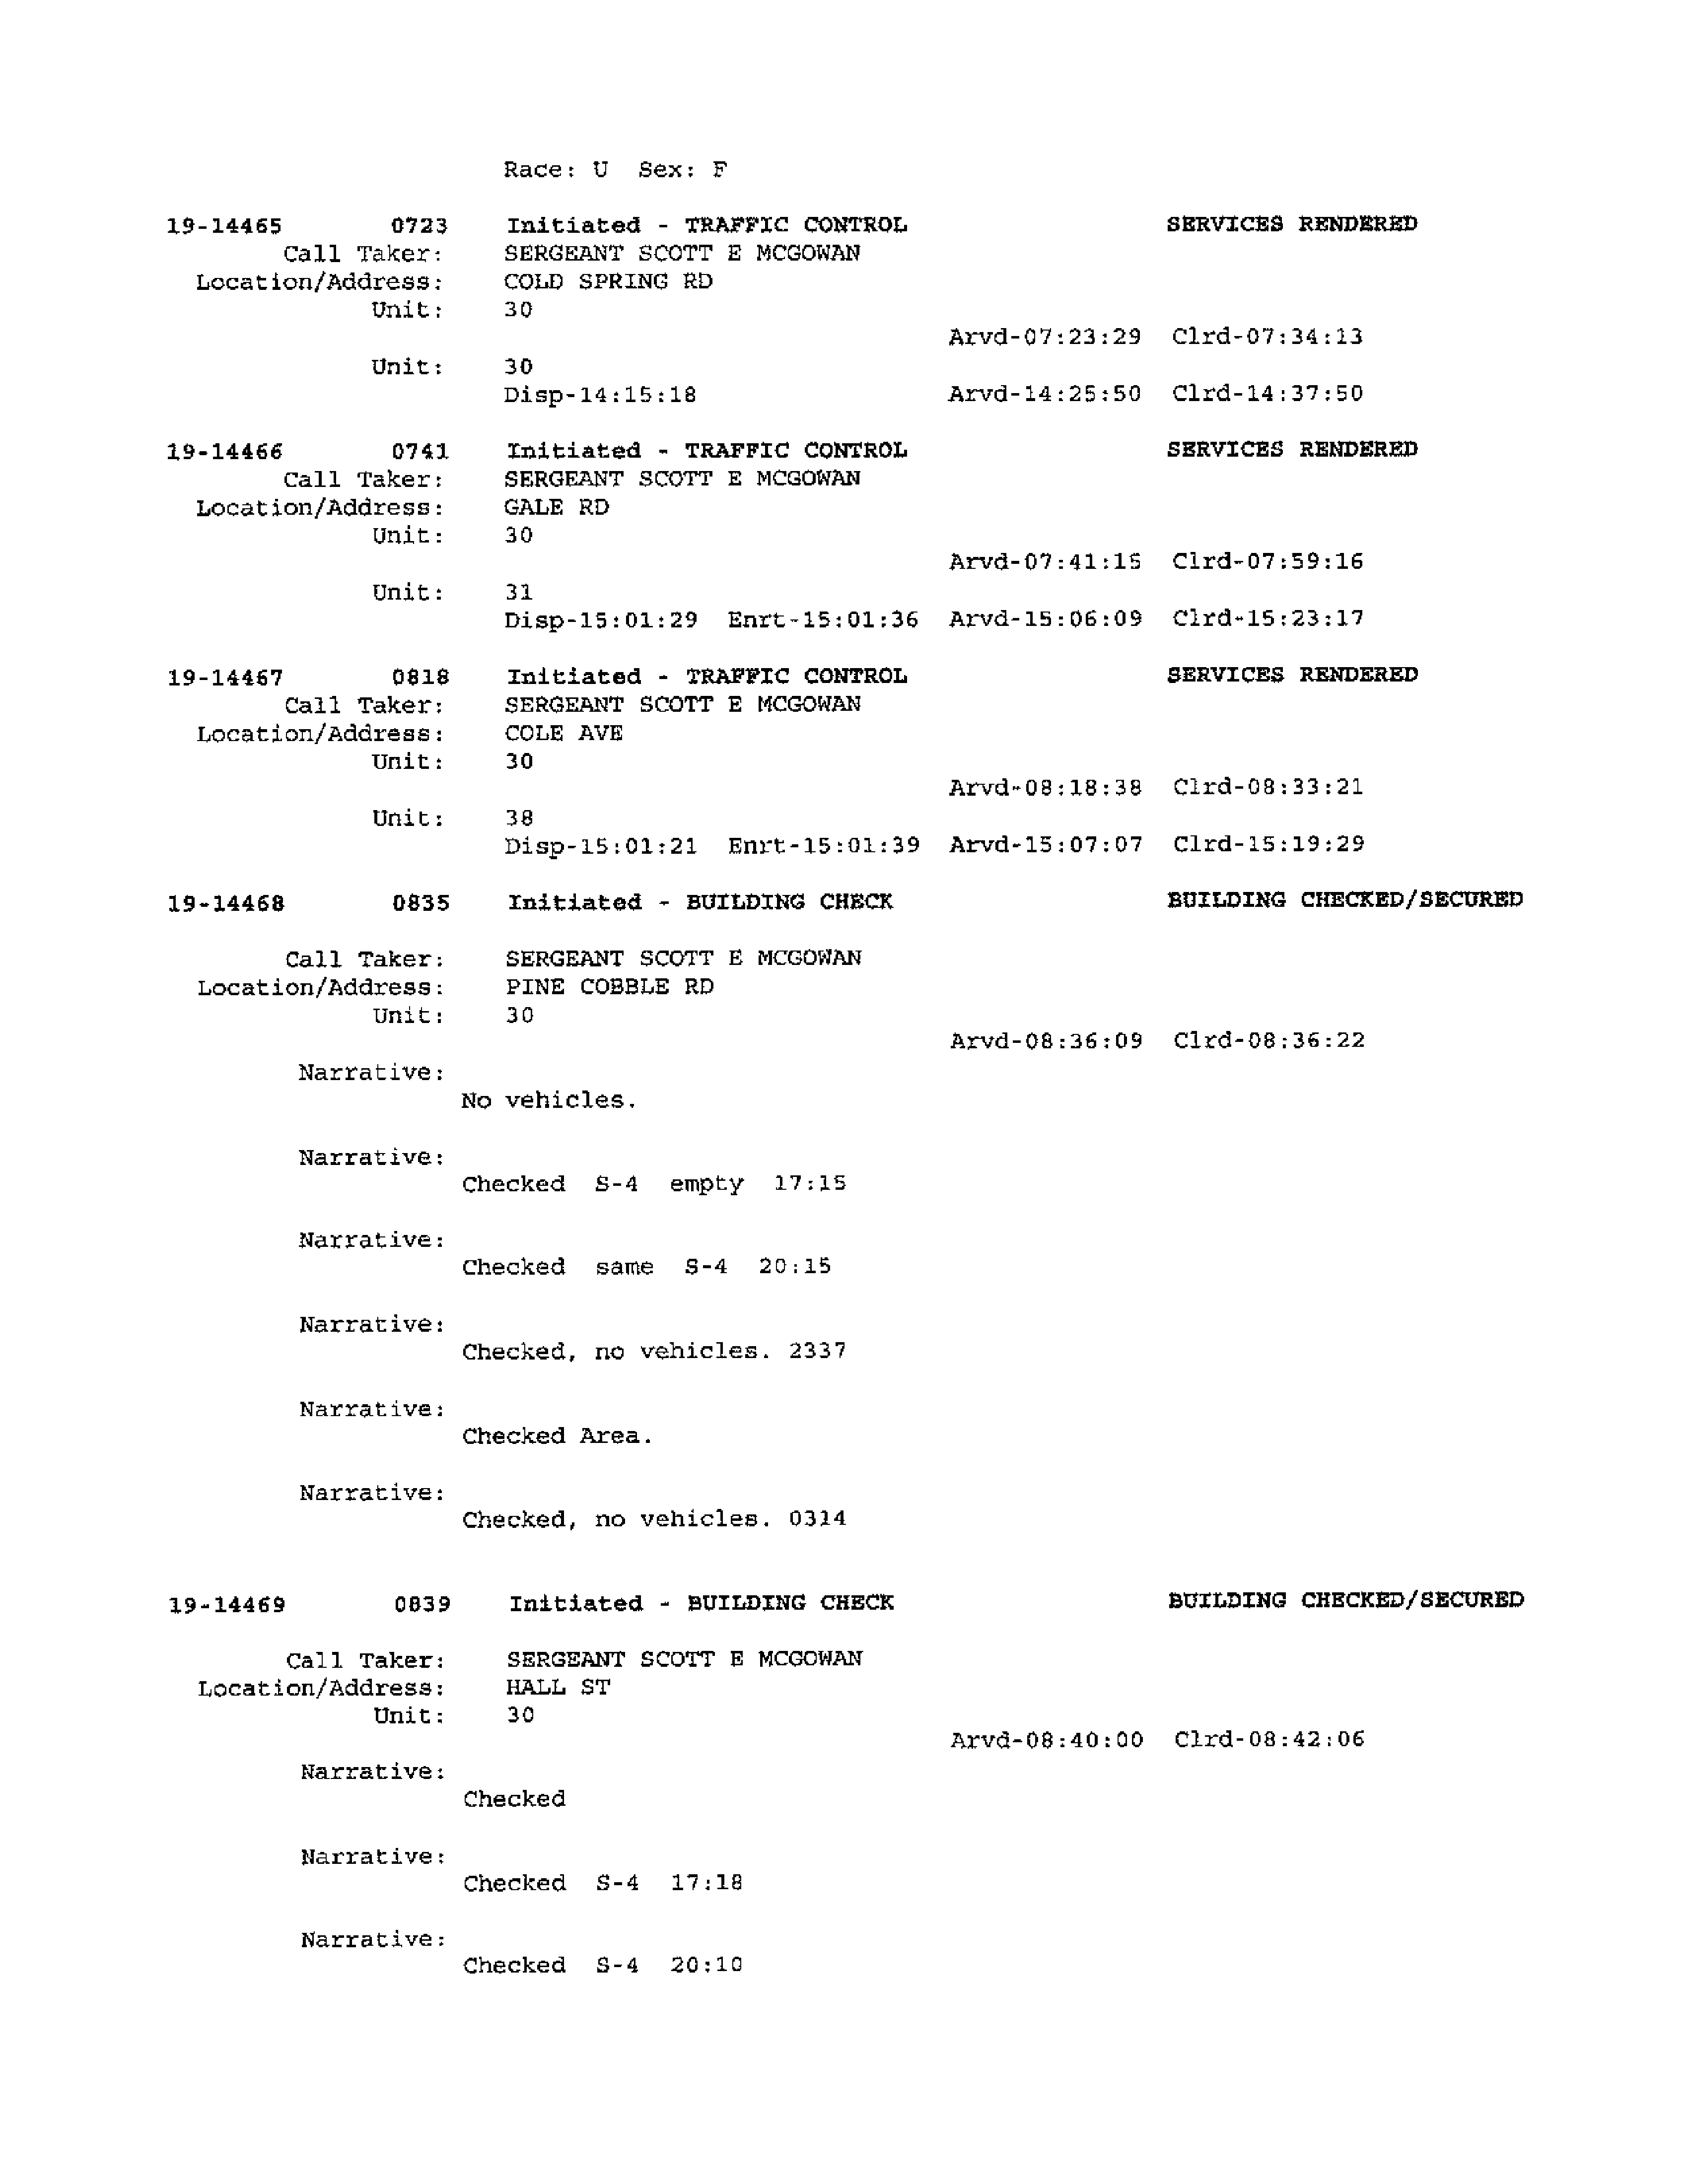 Race: U Sex: F
19-14465 0723 Initiated - TRAFFIC CONTROL SERVICES RENDERED
Call Taker: SERGEANT SCOTT E MCGOWAN
Location/Address: COLD SPRING RD
Unit: 30
Arvd-07:23:29 Clrd-07:34:13
Unit: 30
Disp-14:15:18 Arvd-14:25:50 Clrd-14:37:50
19-14466 0741 Initiated - TRAFFIC CONTROL SERVICES RENDERED
Call Taker: SERGEANT SCOTT E MCGOWAN
Location/Address: GALE RD
Unit: 30
Arvd-07:41:15 Clrd-07:59:16
Unit: 31
Disp-15:01:29 Enrt-15:01:36 Arvd-15:06:09 Clrd-15:23:17
19-14467 0818 Initiated - TRAFFIC CONTROL SERVICES RENDERED
Call Taker: SERGEANT SCOTT E MCGOWAN
Location/Address: COLE AVE
Unit: 30
Arvd-08:18:38 Clrd-08:33:21
Unit: 38
Disp-15:01:21 Enrt-15:01:39 Arvd-15:07:07 Clrd-15:19:29
19-14468 0835 Initiated - BUILDING CHECK BUILDING CHECKED/SECURED
Call Taker: SERGEANT SCOTT E MCGOWAN
Location/Address: PINE COBBLE RD
Unit: 30
Arvd-08:36:09 Clrd-08:36:22
Narrative:
No vehicles.
Narrative:
Checked S-4 empty 17:15
Narrative:
Checked same S-4 20:15
Narrative:
Checked, no vehicles. 2337
Narrative:
Checked Area.
Narrative:
Checked, no vehicles. 0314
19-14469 0839 Initiated - BUILDING CHECK BUILDING CHECKED/SECURED
Call Taker: SERGEANT SCOTT E MCGOWAN
Location/Address: HALL ST
Unit: 30
Arvd-08:40:00 Clrd-08:42:06
Narrative:
Checked
Narrative:
Checked S-4 17:18
Narrative:
Checked S-4 20:10